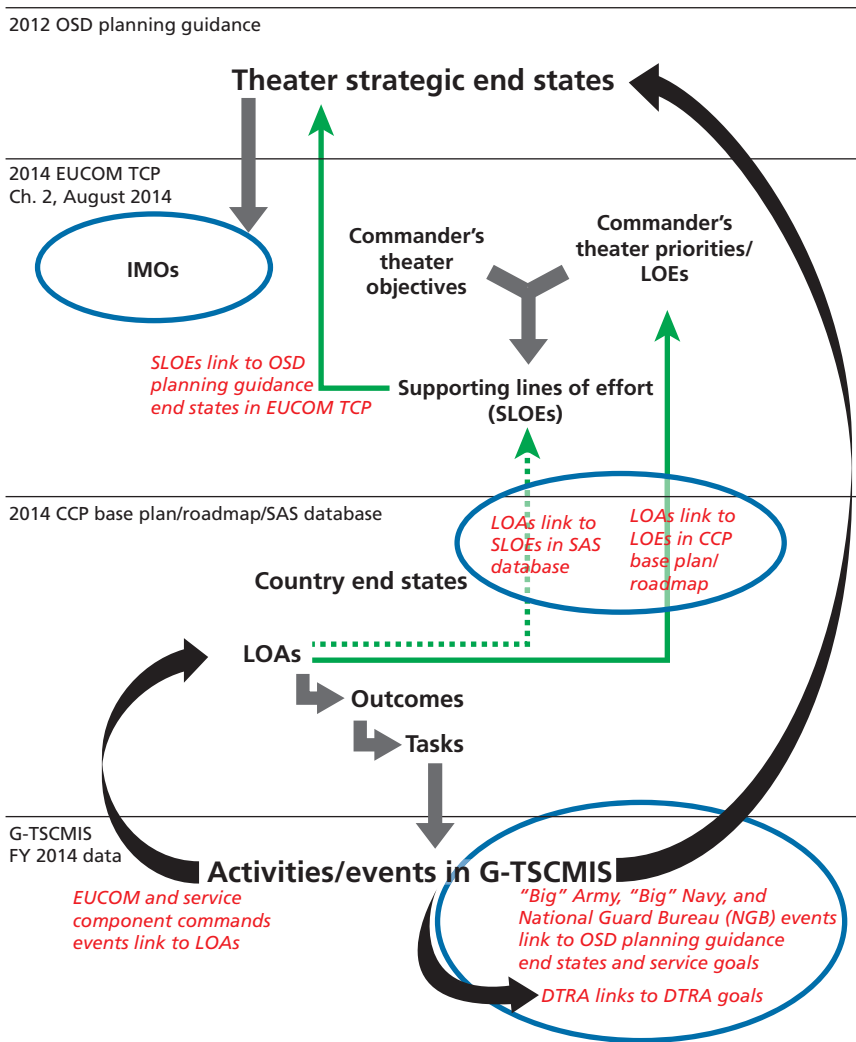 2012 OSD planning guidance
Theater strategic end states
2014 EUCOM TCP
Ch. 2, August 2014
IMOs
Commander's
theater
objectives
Commander's
theater priorities/
LOEs
SLOEs link to OSD
planning guidance
end states in EUCOM TCP
Supporting lines of effort
(SLOEs)
2014 CCP base plan/roadmap/SAS database
LOAs link to
SLOEs in SAS
database
LOAs link to
LOEs in CCP
base plan/
roadmap
Country end states
LOAs
Outcomes
Tasks
G-TSCMIS
FY 2014 data
Activities/events in G-TSCMIS
EUCOM and service
component commands
events link to LOAs
"Big" Army, "Big" Navy, and
National Guard Bureau (NGB) events
link to OSD planning guidance
end states and service goals
DTRA links to DTRA goals